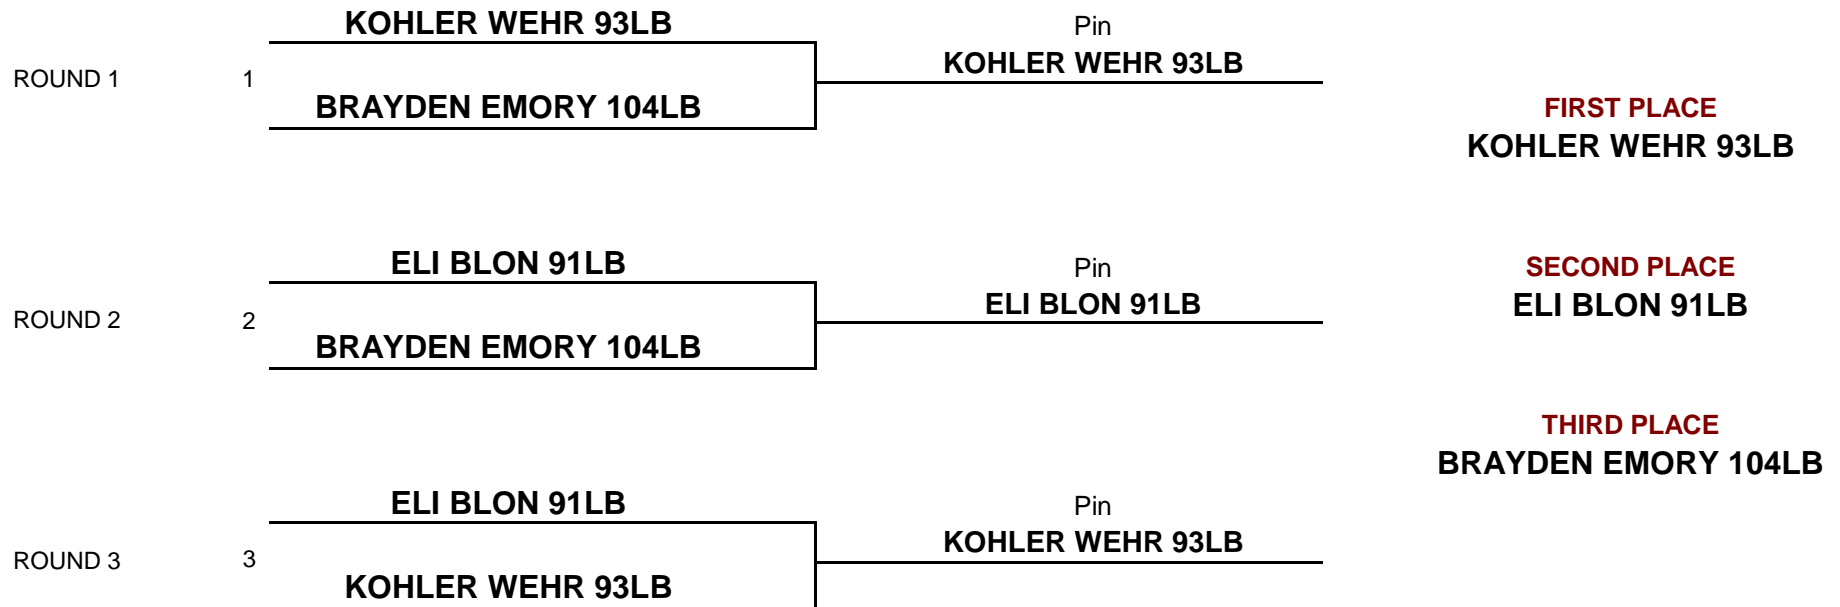 KOHLER WEHR 93LB
Pin
KOHLER WEHR 93LB
ROUND 1
1
BRAYDEN EMORY 104LB
FIRST PLACE
KOHLER WEHR 93LB
ELI BLON 91LB
Pin
ELI BLON 91LB
ROUND 2
2
BRAYDEN EMORY 104LB
SECOND PLACE
ELI BLON 91LB
THIRD PLACE
BRAYDEN EMORY 104LB
ELI BLON 91LB
Pin
KOHLER WEHR 93LB
ROUND 3
3
KOHLER WEHR 93LB